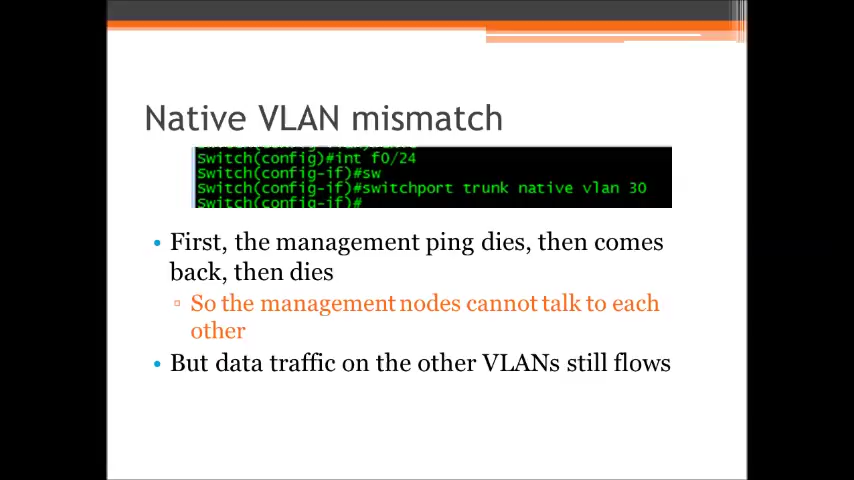 Native VLAN mismatch
Switch(config)#int f0/24
Switch(config-if)#sw
Switch(config-if)#switchport trunk native vlan 30
Switch(config-if)#
• First, the management ping dies, then comes
back, then dies
▫ So the management nodes cannot talk to each
other
• But data traffic on the other VLANs still flows